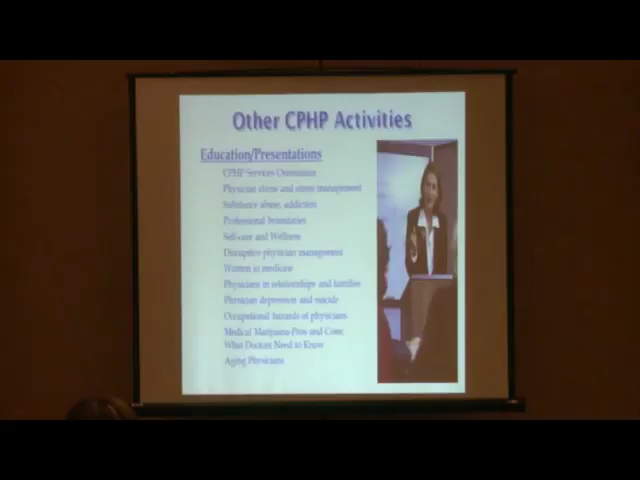 Other CPHP Activities
Education/Presentations
CPHP Services Orientation
Physician stress and stress management
Substance abuse, addiction
Professional boundaries
Self-care and Wellness
Disruptive physician management
Women in medicine
Physicians in relationships and families
Physician depression and suicide
Occupational hazards of physicians
Medical Marijuana-Pros and Cons:
What Doctors Need to Know
Aging Physicians